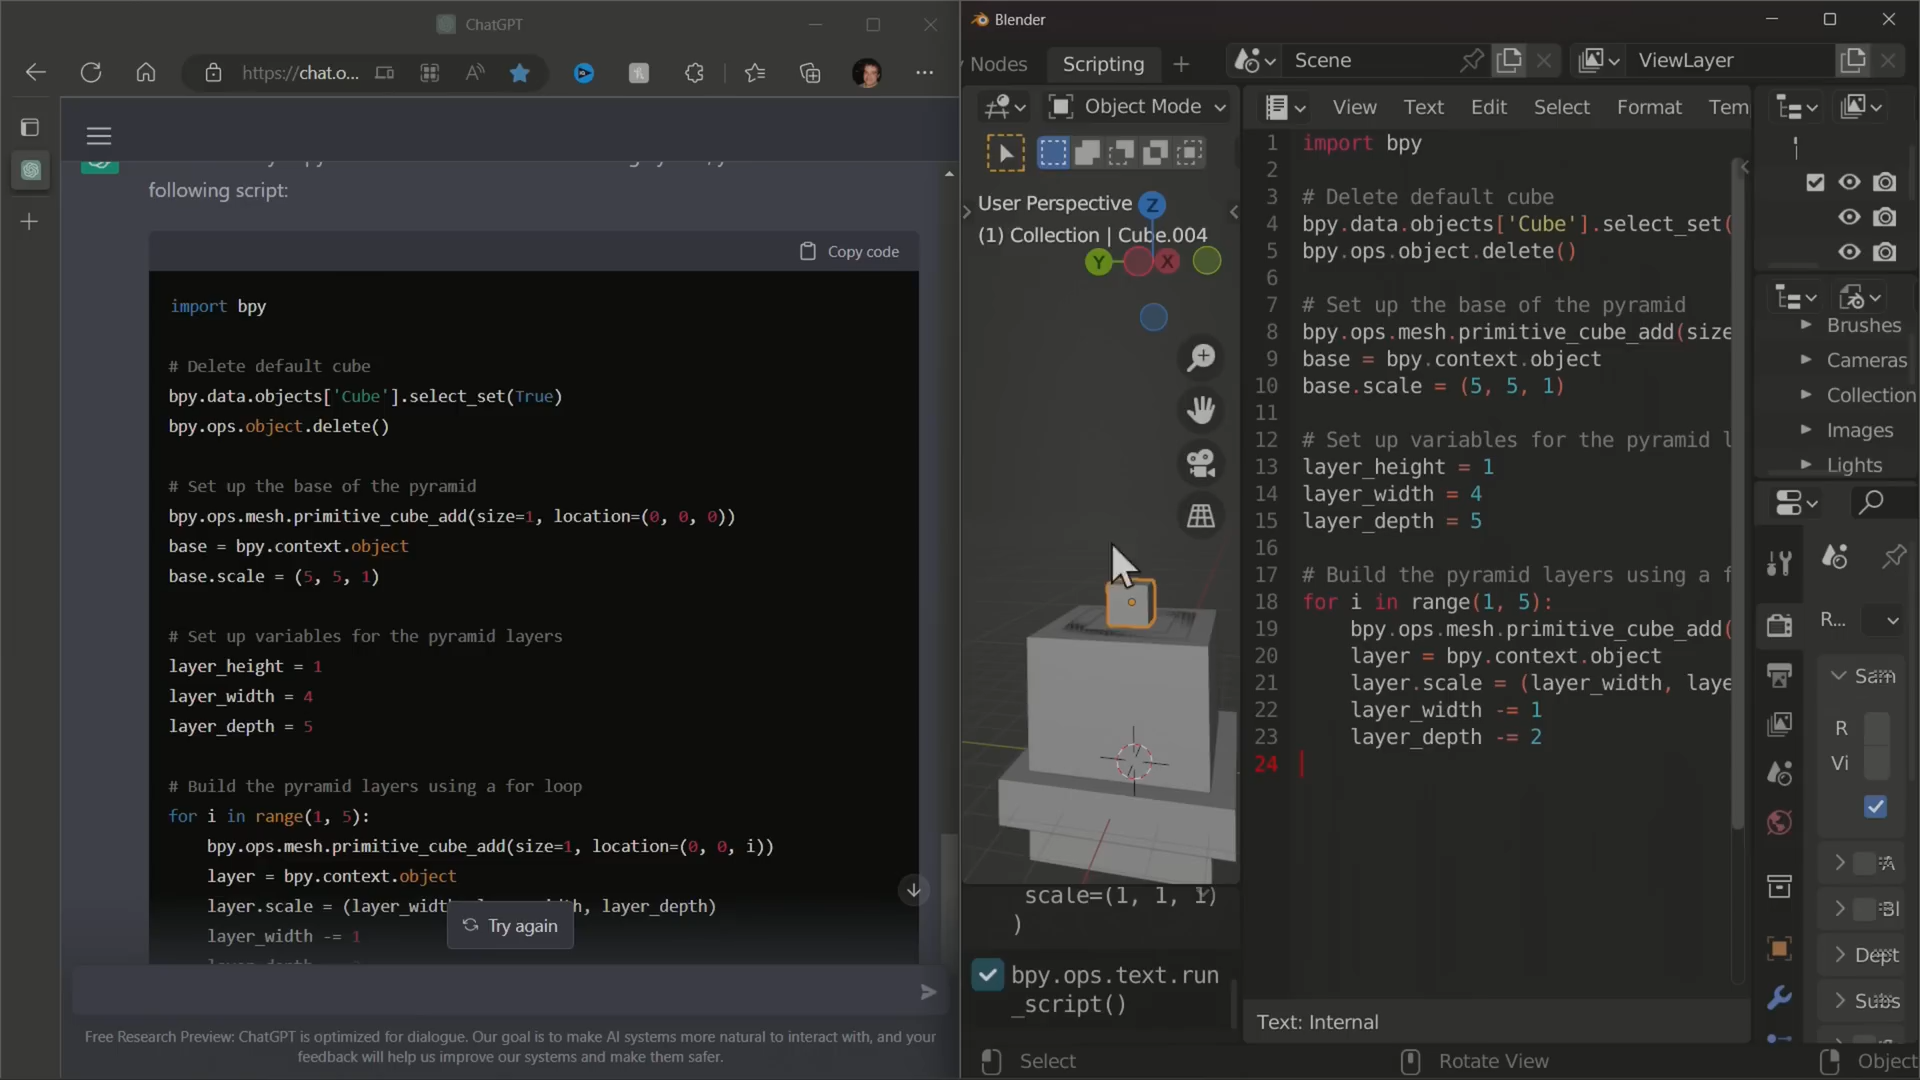 ChatGPT
https://chat.o...
following script:
Copy code
import bpy
# Delete default cube
bpy.data.objects['Cube'].select_set(True)
bpy.ops.object.delete()
# Set up the base of the pyramid
bpy.ops.mesh.primitive_cube_add(size=1, location=(0, 0, 0))
base = bpy.context.object
base.scale = (5, 5, 1)
# Set up variables for the pyramid layers
layer_height = 1
layer_width = 4
layer_depth = 5
# Build the pyramid layers using a for loop
for i in range(1, 5):
bpy.ops.mesh.primitive_cube_add(size=1, location=(0, 0, i))
layer = bpy.context.object
layer.scale = (layer_width, layer_depth)
layer_width -= 1
Try again
Free Research Preview: ChatGPT is optimized for dialogue. Our goal is to make AI systems more natural to interact with, and your
feedback will help us improve our systems and make them safer.
Blender
Nodes
Scripting
+
Scene
ViewLayer
Object Mode
View Text Edit Select Format Tem
User Perspective
(1) Collection | Cube.004
Z
Y
X
1 import bpy
2
3 # Delete default cube
4 bpy.data.objects['Cube'].select_set(
5 bpy.ops.object.delete()
6
7 # Set up the base of the pyramid
8 bpy.ops.mesh.primitive_cube_add(size
9 base = bpy.context.object
10 base.scale = (5, 5, 1)
11
12 # Set up variables for the pyramid l
13 layer_height = 1
14 layer_width = 4
15 layer_depth = 5
16
17 # Build the pyramid layers using a f
18 for i in range(1, 5):
19 bpy.ops.mesh.primitive_cube_add(
20 layer = bpy.context.object
21 layer.scale = (layer_width, laye
22 layer_width -= 1
23 layer_depth -= 2
24
scale=(1, 1, 1)
)
bpy.ops.text.run
_script()
Text: Internal
Brushes
Cameras
Collection
Images
Lights
R...
Sam
R
Vi
Dept
Subs
Select
Rotate View
Object